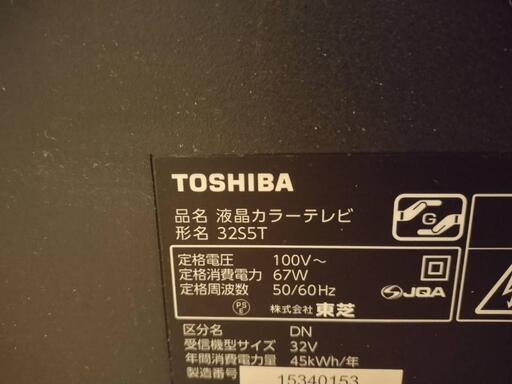 TOSHIBA
品名 液晶カラーテレビ
形名 32S5T
G
定格電圧 100V～
定格消費電力 67W
定格周波数 50/60Hz
PS
E
株式会社 東芝
JQA
区分名 DN
受信機型サイズ 32V
年間消費電力量 45kWh/年
製造番号 15340153